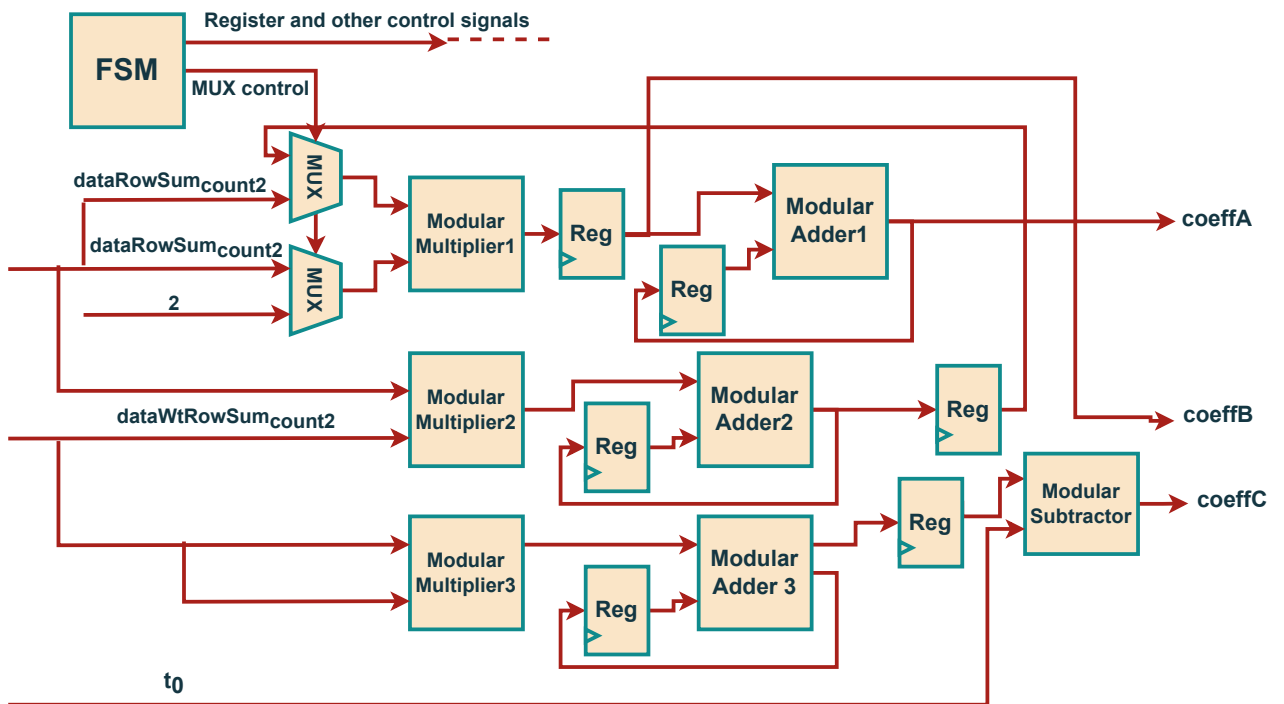 Register and other control signals
FSM
MUX control
MUX
dataRowSumcount2
Modular
Multiplier1
Reg
Modular
Adder1
coeffA
dataRowSumcount2
MUX
Reg
2
Modular
Multiplier2
Modular
Adder2
Reg
coeffB
dataWtRowSumcount2
Reg
Modular
Subtractor
coeffC
Reg
Modular
Multiplier3
Modular
Adder 3
Reg
t0